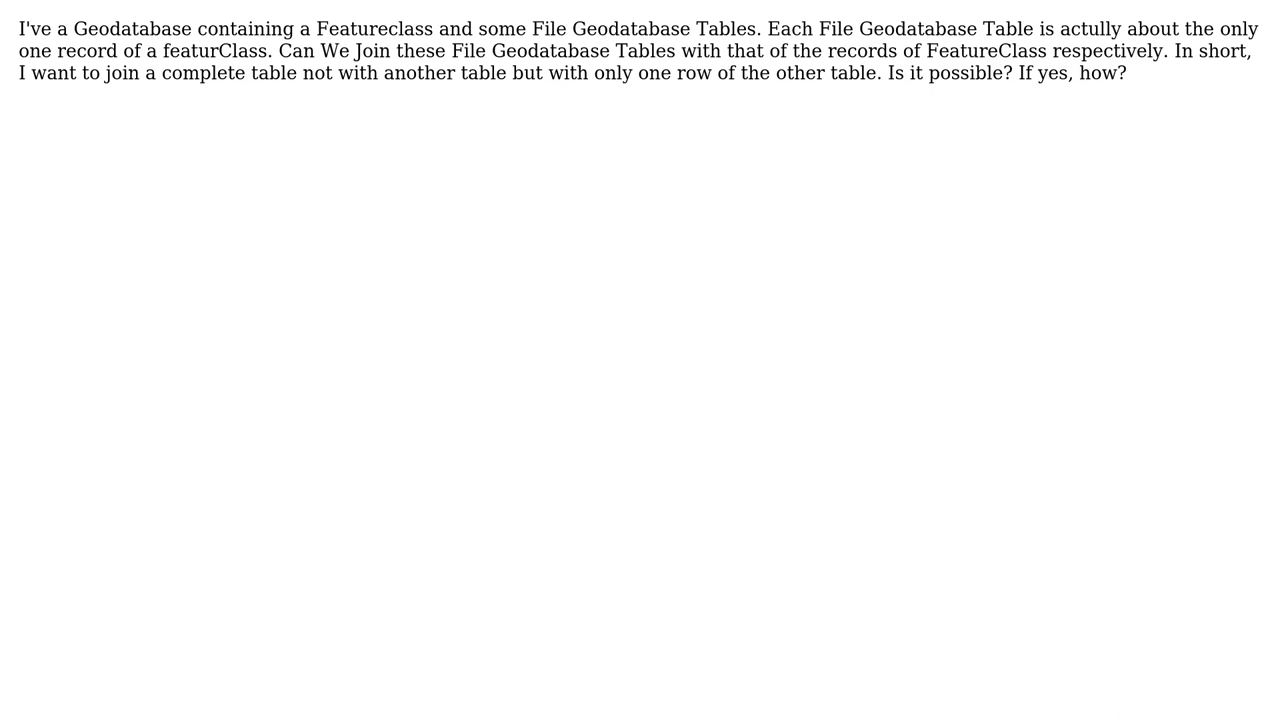 I've a Geodatabase containing a Featureclass and some File Geodatabase Tables. Each File Geodatabase Table is actully about the only
one record of a featurClass. Can We Join these File Geodatabase Tables with that of the records of FeatureClass respectively. In short,
I want to join a complete table not with another table but with only one row of the other table. Is it possible? If yes, how?